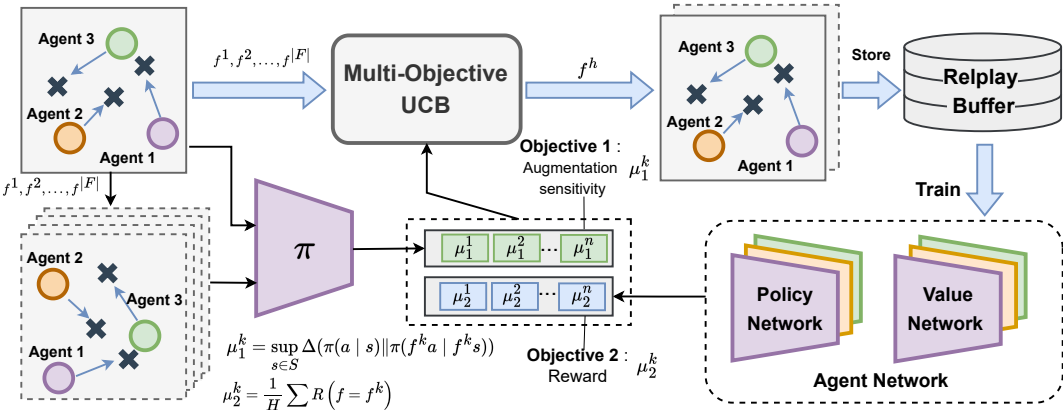 Agent 3
Agent 2
Agent 1
f^1, f^2, ..., f^{|F|}
Multi-Objective
UCB
f^h
Agent 3
Agent 2
Agent 1
Store
Relplay
Buffer
f^1, f^2, ..., f^{|F|}
Agent 2
Agent 3
Agent 1
π
Objective 1 :
Augmentation
sensitivity
μ_1^k
μ_1^1 μ_1^2 ... μ_1^n
μ_2^1 μ_2^2 ... μ_2^n
Objective 2 :
Reward
μ_2^k
μ_1^k = sup_{s∈S} Δ(π(a | s)∥π(f^k a | f^k s))
μ_2^k = \frac{1}{H} ∑ R (f = f^k)
Train
Policy
Network
Value
Network
Agent Network